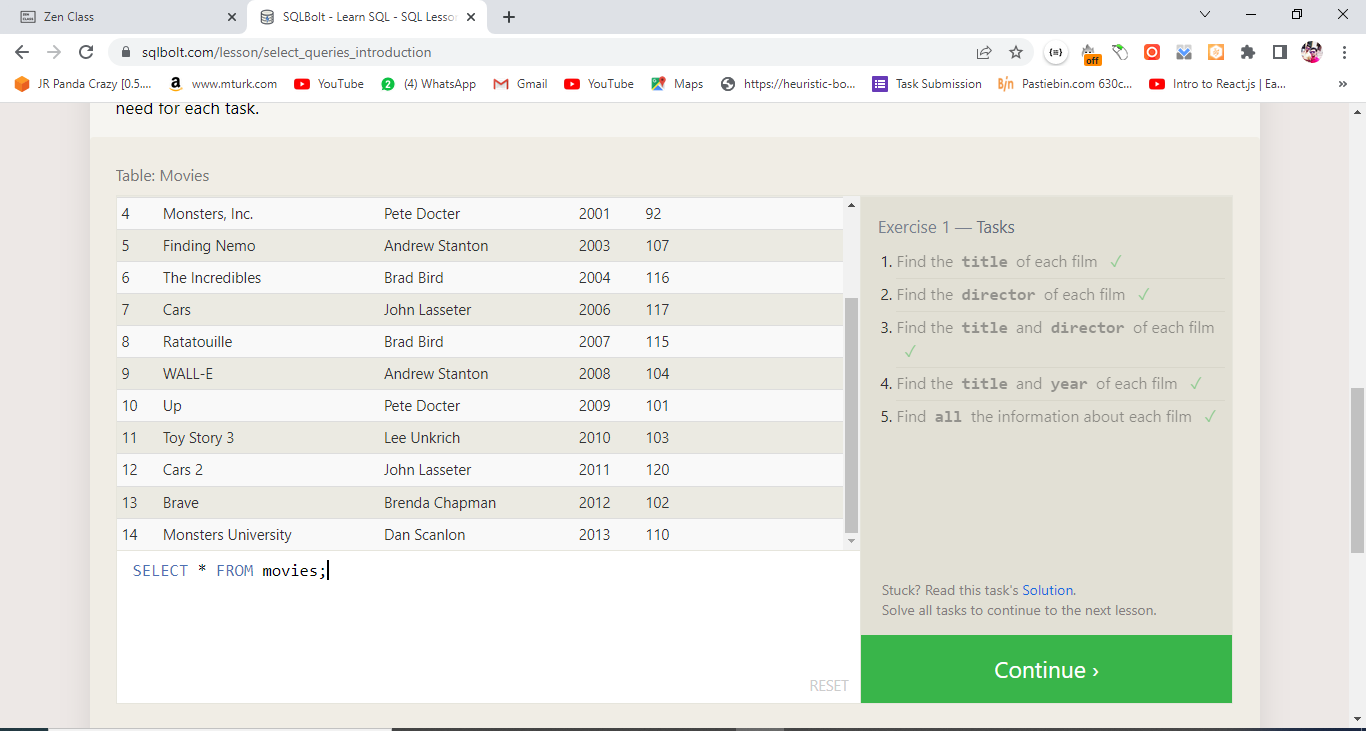 Zen Class
SQLBolt - Learn SQL - SQL Lesson
sqlbolt.com/lesson/select_queries_introduction
off
JR Panda Crazy [0.5.... www.mturk.com YouTube (4) WhatsApp Gmail YouTube Maps https://heuristic-bo... Task Submission Pastiebin.com 630c... Intro to React.js | Ea... »
need for each task.
Table: Movies
4 Monsters, Inc. Pete Docter 2001 92
5 Finding Nemo Andrew Stanton 2003 107
6 The Incredibles Brad Bird 2004 116
7 Cars John Lasseter 2006 117
8 Ratatouille Brad Bird 2007 115
9 WALL-E Andrew Stanton 2008 104
10 Up Pete Docter 2009 101
11 Toy Story 3 Lee Unkrich 2010 103
12 Cars 2 John Lasseter 2011 120
13 Brave Brenda Chapman 2012 102
14 Monsters University Dan Scanlon 2013 110
SELECT * FROM movies;
RESET
Exercise 1 — Tasks
1. Find the title of each film ✓
2. Find the director of each film ✓
3. Find the title and director of each film
✓
4. Find the title and year of each film ✓
5. Find all the information about each film ✓
Stuck? Read this task's Solution.
Solve all tasks to continue to the next lesson.
Continue ›